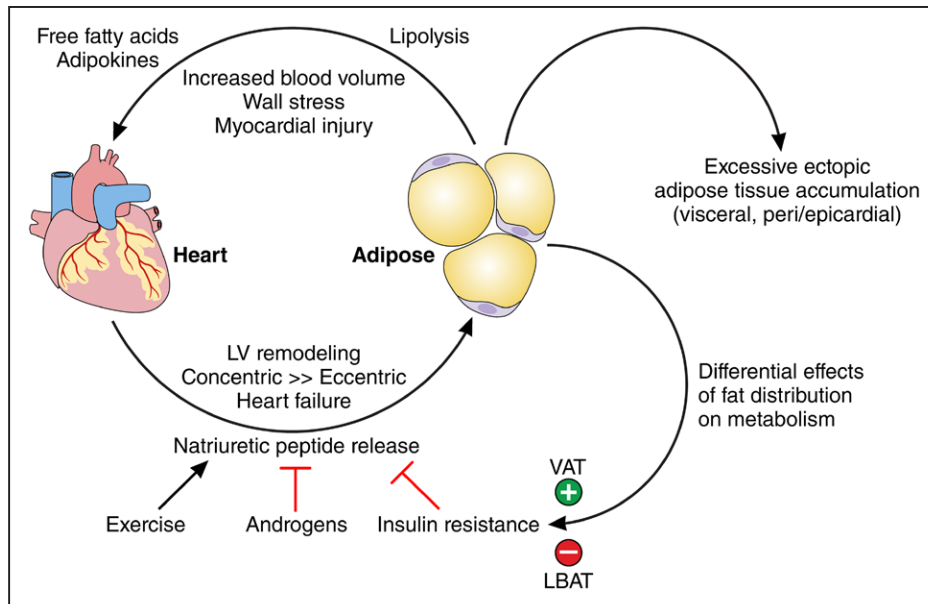 Free fatty acids
Adipokines
Lipolysis
Increased blood volume
Wall stress
Myocardial injury
Excessive ectopic
adipose tissue accumulation
(visceral, peri/epicardial)
Heart
Adipose
LV remodeling
Concentric >> Eccentric
Heart failure
Differential effects
of fat distribution
on metabolism
Natriuretic peptide release
VAT
+
Exercise
Androgens
Insulin resistance
−
LBAT